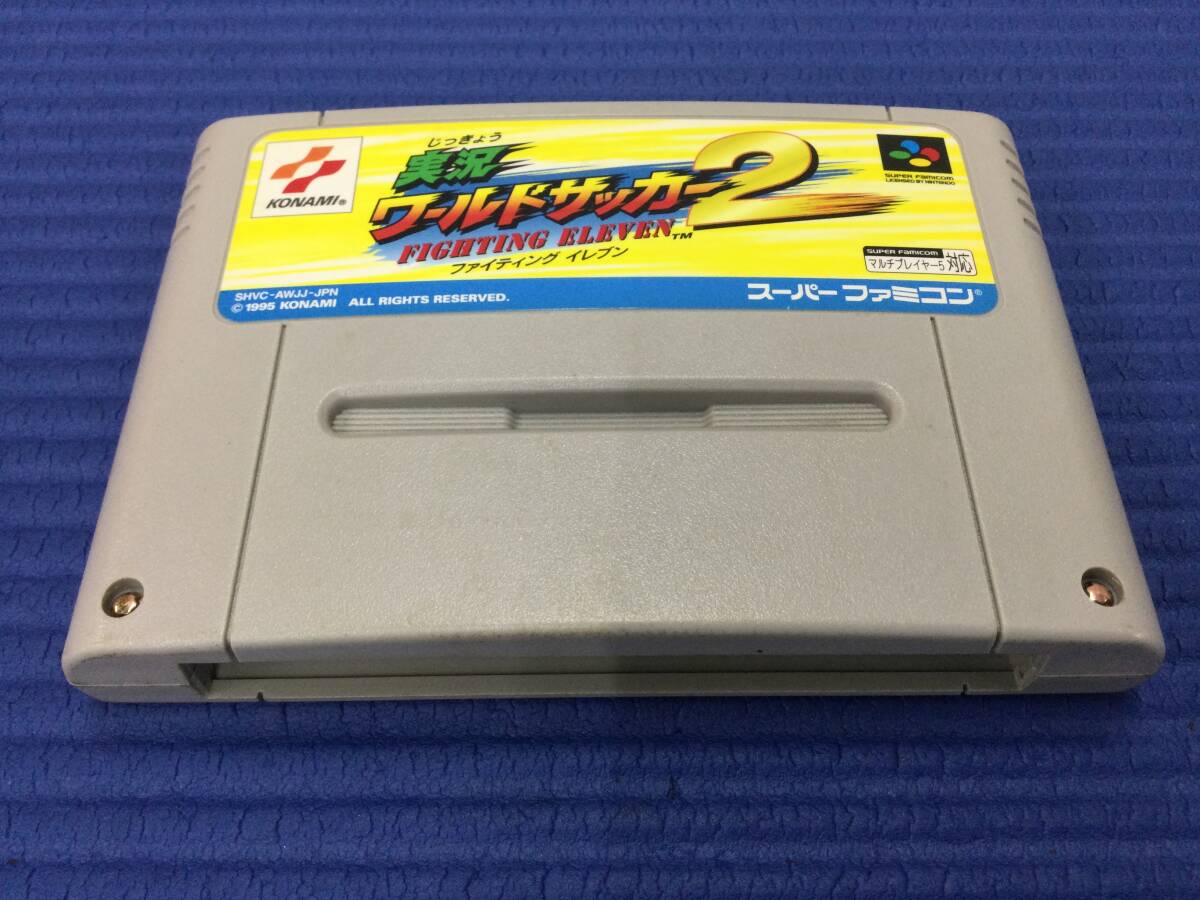 じっきょう
実況
ワールドサッカー2
FIGHTING ELEVEN™
ファイティング イレブン
KONAMI®
SUPER FAMICOM
LICENSED BY NINTENDO
SUPER FAMICOM
マルチプレイヤー5 対応
SHVC-AWJJ-JPN
© 1995 KONAMI ALL RIGHTS RESERVED.
スーパーファミコン®